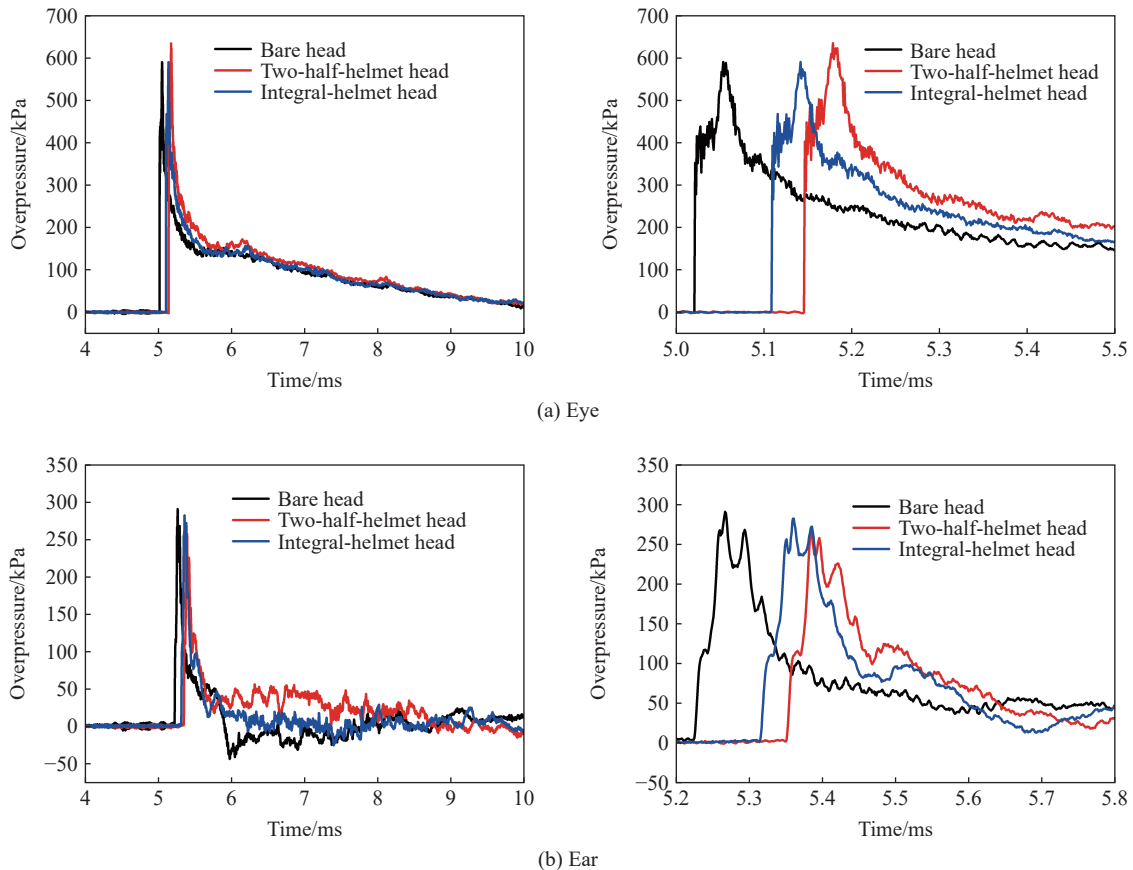 700
600
500
400
300
200
100
0
Overpressure/kPa
Bare head
Two-half-helmet head
Integral-helmet head
4 5 6 7 8 9 10
Time/ms
700
600
500
400
300
200
100
0
Overpressure/kPa
Bare head
Two-half-helmet head
Integral-helmet head
5.0 5.1 5.2 5.3 5.4 5.5
Time/ms
(a) Eye
350
300
250
200
150
100
50
0
−50
Overpressure/kPa
Bare head
Two-half-helmet head
Integral-helmet head
4 5 6 7 8 9 10
Time/ms
350
300
250
200
150
100
50
0
−50
Overpressure/kPa
Bare head
Two-half-helmet head
Integral-helmet head
5.2 5.3 5.4 5.5 5.6 5.7 5.8
Time/ms
(b) Ear